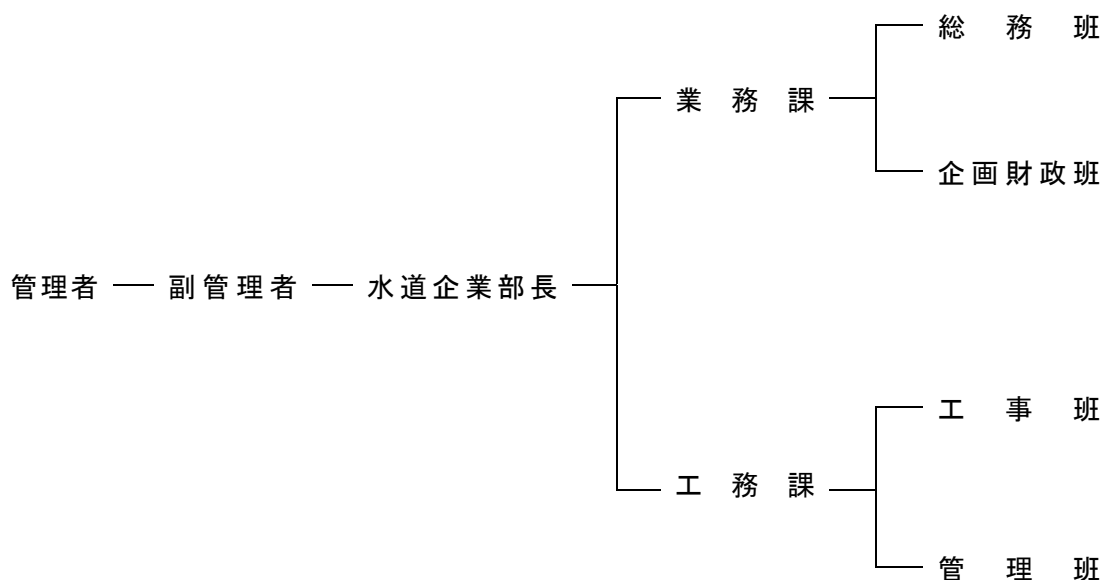 総務班
業務課
企画財政班
管理者 副管理者 水道企業部長
工事班
工務課
管理班